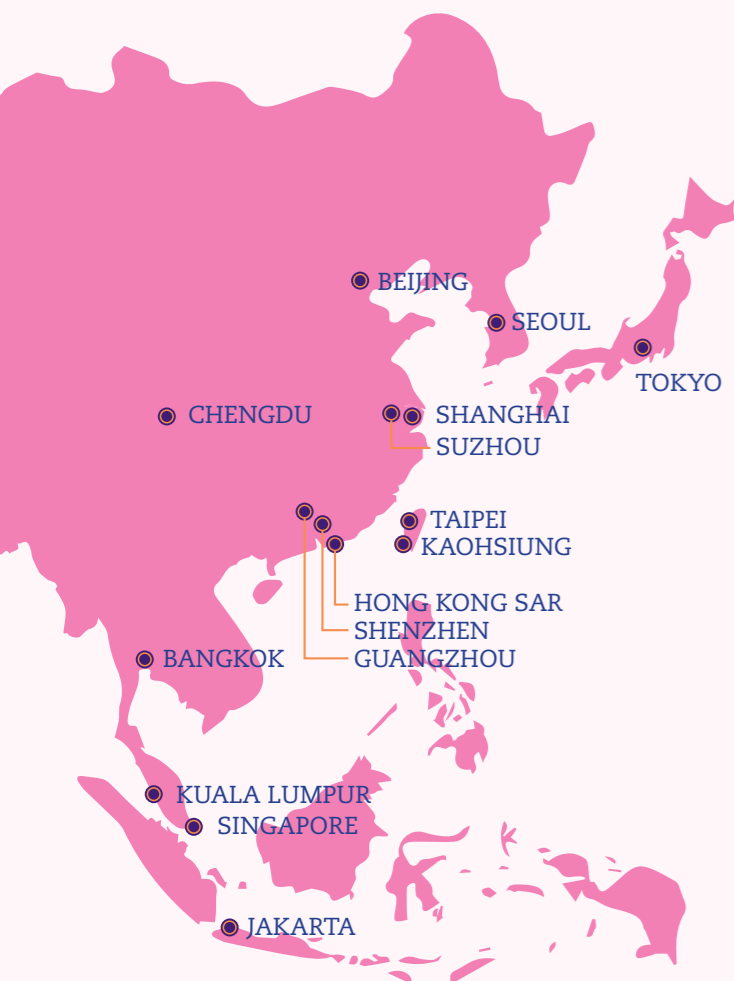 BEIJING
SEOUL
TOKYO
CHENGDU
SHANGHAI
SUZHOU
TAIPEI
KAOHSIUNG
HONG KONG SAR
SHENZHEN
GUANGZHOU
BANGKOK
KUALA LUMPUR
SINGAPORE
JAKARTA